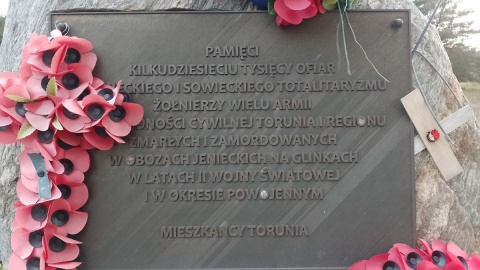 PAMIĘCI
KILKUDZIESIĘCIU TYSIĘCY OFIAR
I SOWIECKIEGO TOTALITARYZMU
ŻOŁNIERZY WIELU ARMII
CYWILNEJ TORUNIA I REGIONU
ZMARŁYCH I ZAMORDOWANYCH
W OBOZACH JENIECKICH NA GLINKACH
W LATACH II WOJNY ŚWIATOWEJ
I W OKRESIE POWOJENNYM
MIESZKAŃCY TORUNIA